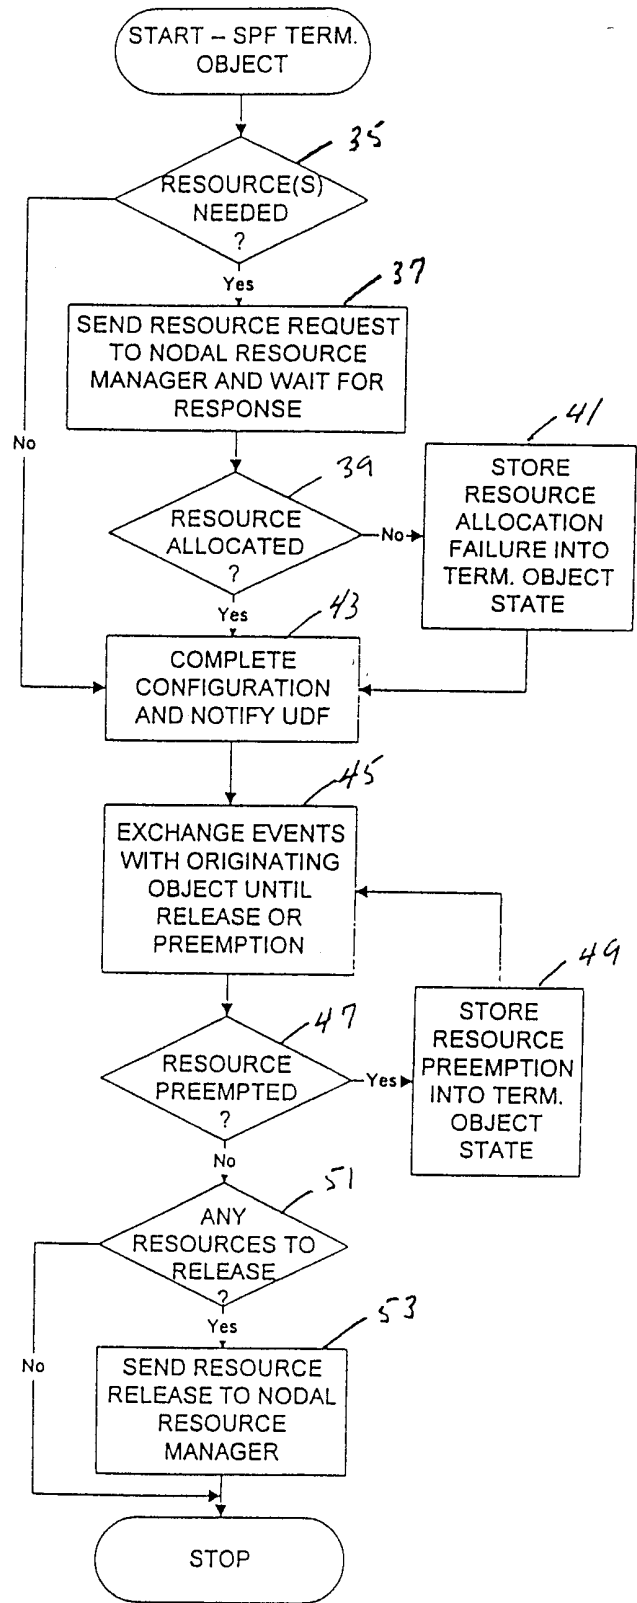 START – SPF TERM.
OBJECT
35
RESOURCE(S)
NEEDED
?
Yes
No
37
SEND RESOURCE REQUEST
TO NODAL RESOURCE
MANAGER AND WAIT FOR
RESPONSE
39
RESOURCE
ALLOCATED
?
No
Yes
41
STORE
RESOURCE
ALLOCATION
FAILURE INTO
TERM. OBJECT
STATE
43
COMPLETE
CONFIGURATION
AND NOTIFY UDF
45
EXCHANGE EVENTS
WITH ORIGINATING
OBJECT UNTIL
RELEASE OR
PREEMPTION
47
RESOURCE
PREEMPTED
?
Yes
No
49
STORE
RESOURCE
PREEMPTION
INTO TERM.
OBJECT
STATE
51
ANY
RESOURCES TO
RELEASE
?
Yes
No
53
SEND RESOURCE
RELEASE TO NODAL
RESOURCE
MANAGER
STOP